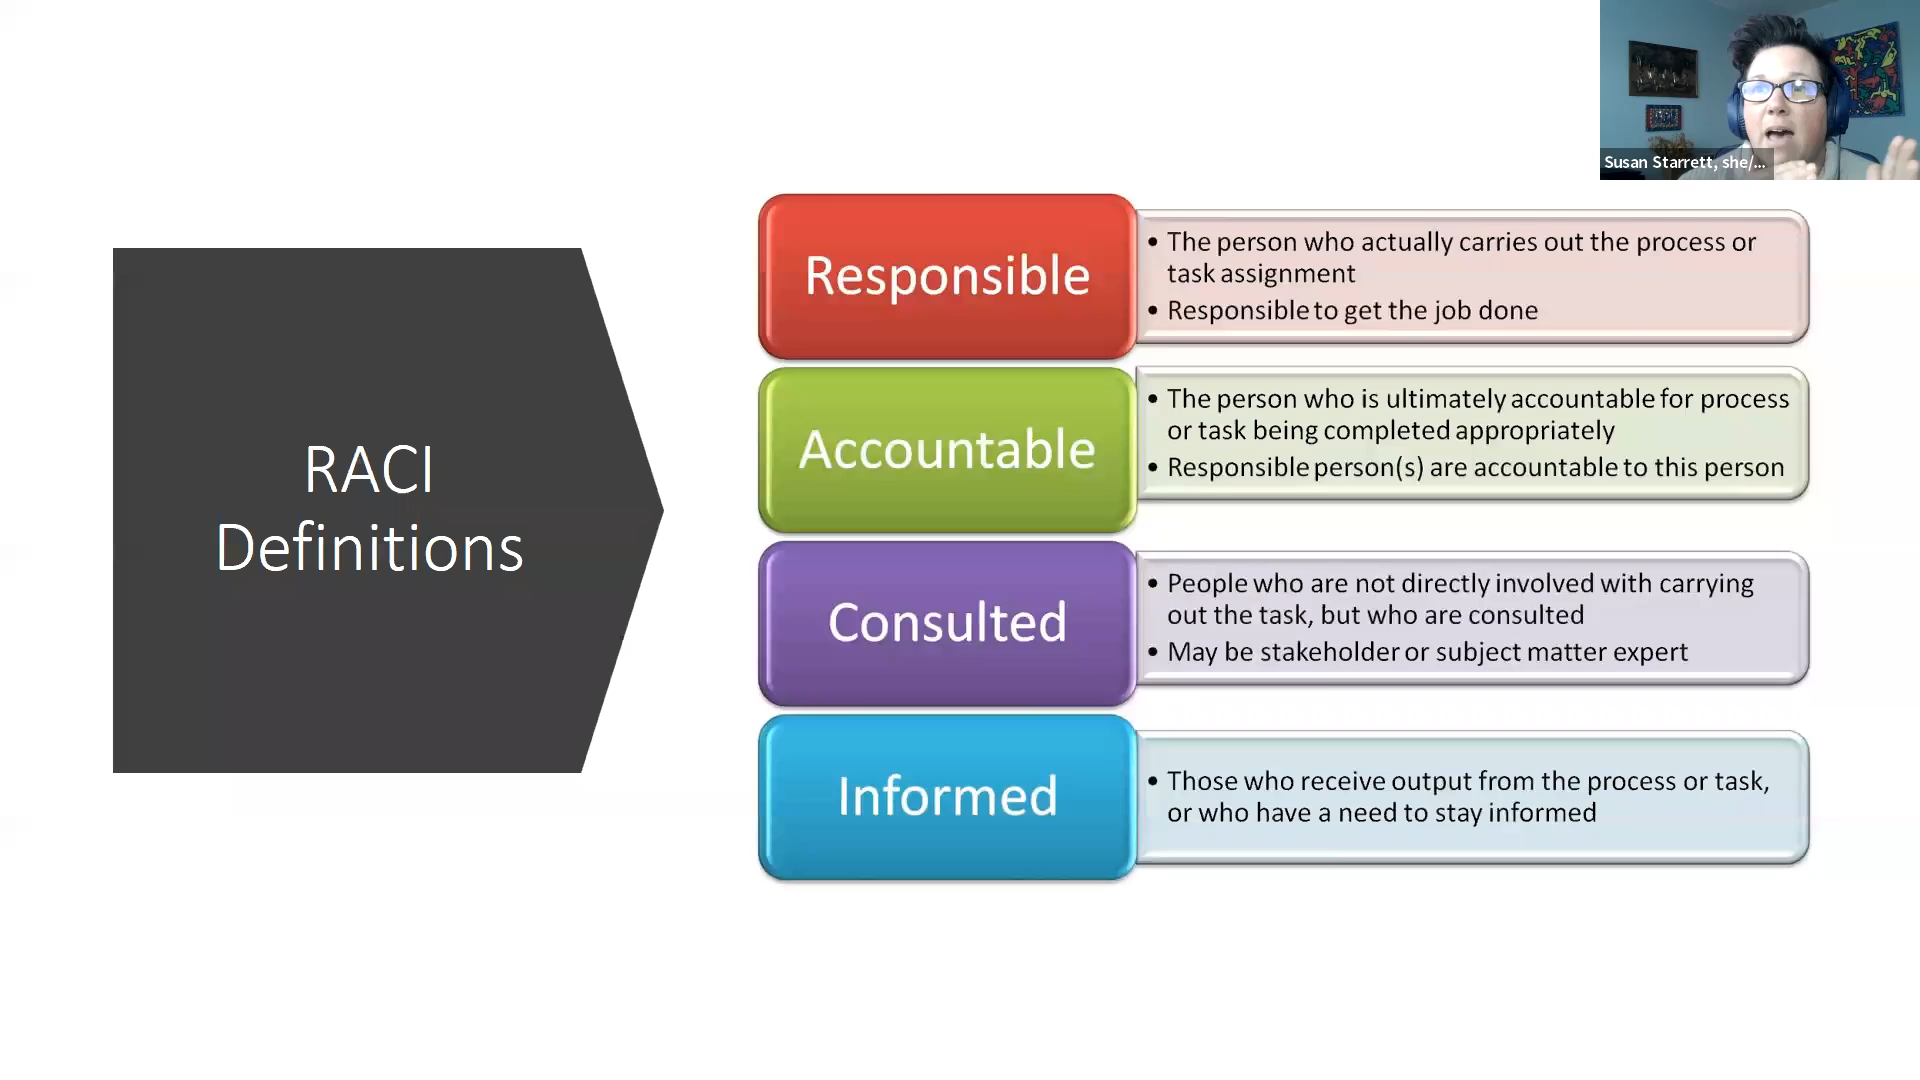 Susan Starrett, she/...
RACI
Definitions
Responsible
• The person who actually carries out the process or
task assignment
• Responsible to get the job done
Accountable
• The person who is ultimately accountable for process
or task being completed appropriately
• Responsible person(s) are accountable to this person
Consulted
• People who are not directly involved with carrying
out the task, but who are consulted
• May be stakeholder or subject matter expert
Informed
• Those who receive output from the process or task,
or who have a need to stay informed